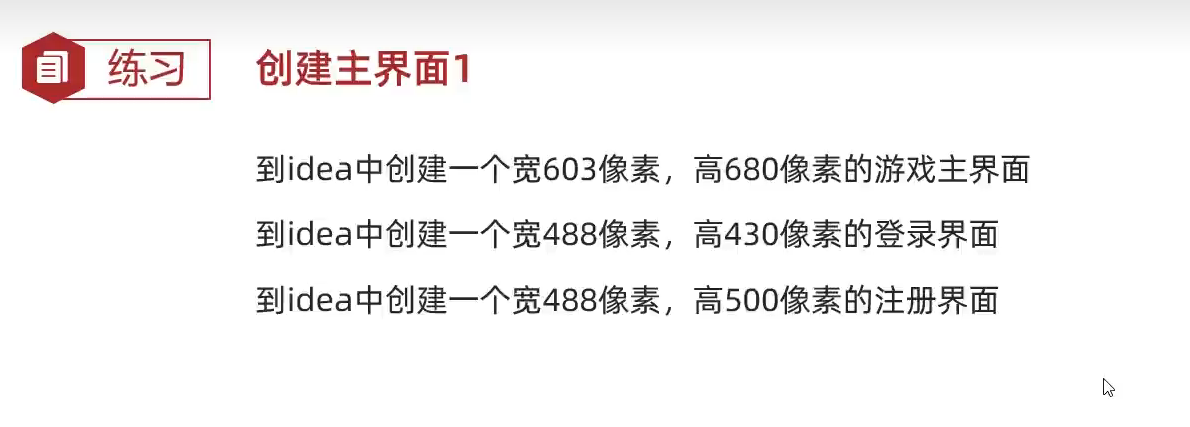 练习
创建主界面1
到idea中创建一个宽603像素，高680像素的游戏主界面
到idea中创建一个宽488像素，高430像素的登录界面
到idea中创建一个宽488像素，高500像素的注册界面